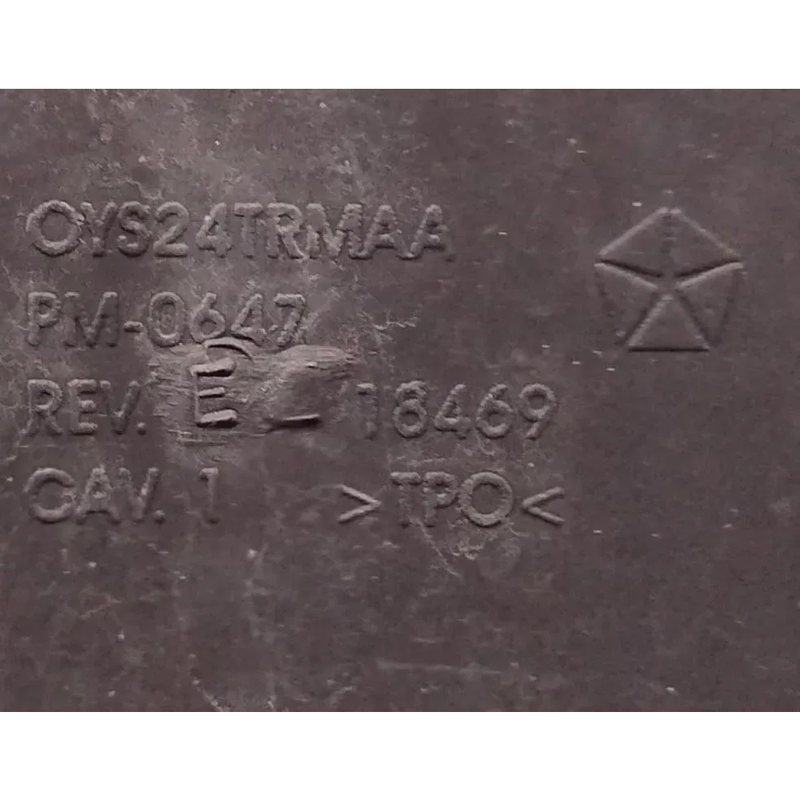 OYS24TRMAA
PM-0647
REV. E 18469
CAV. 1 >TPO<